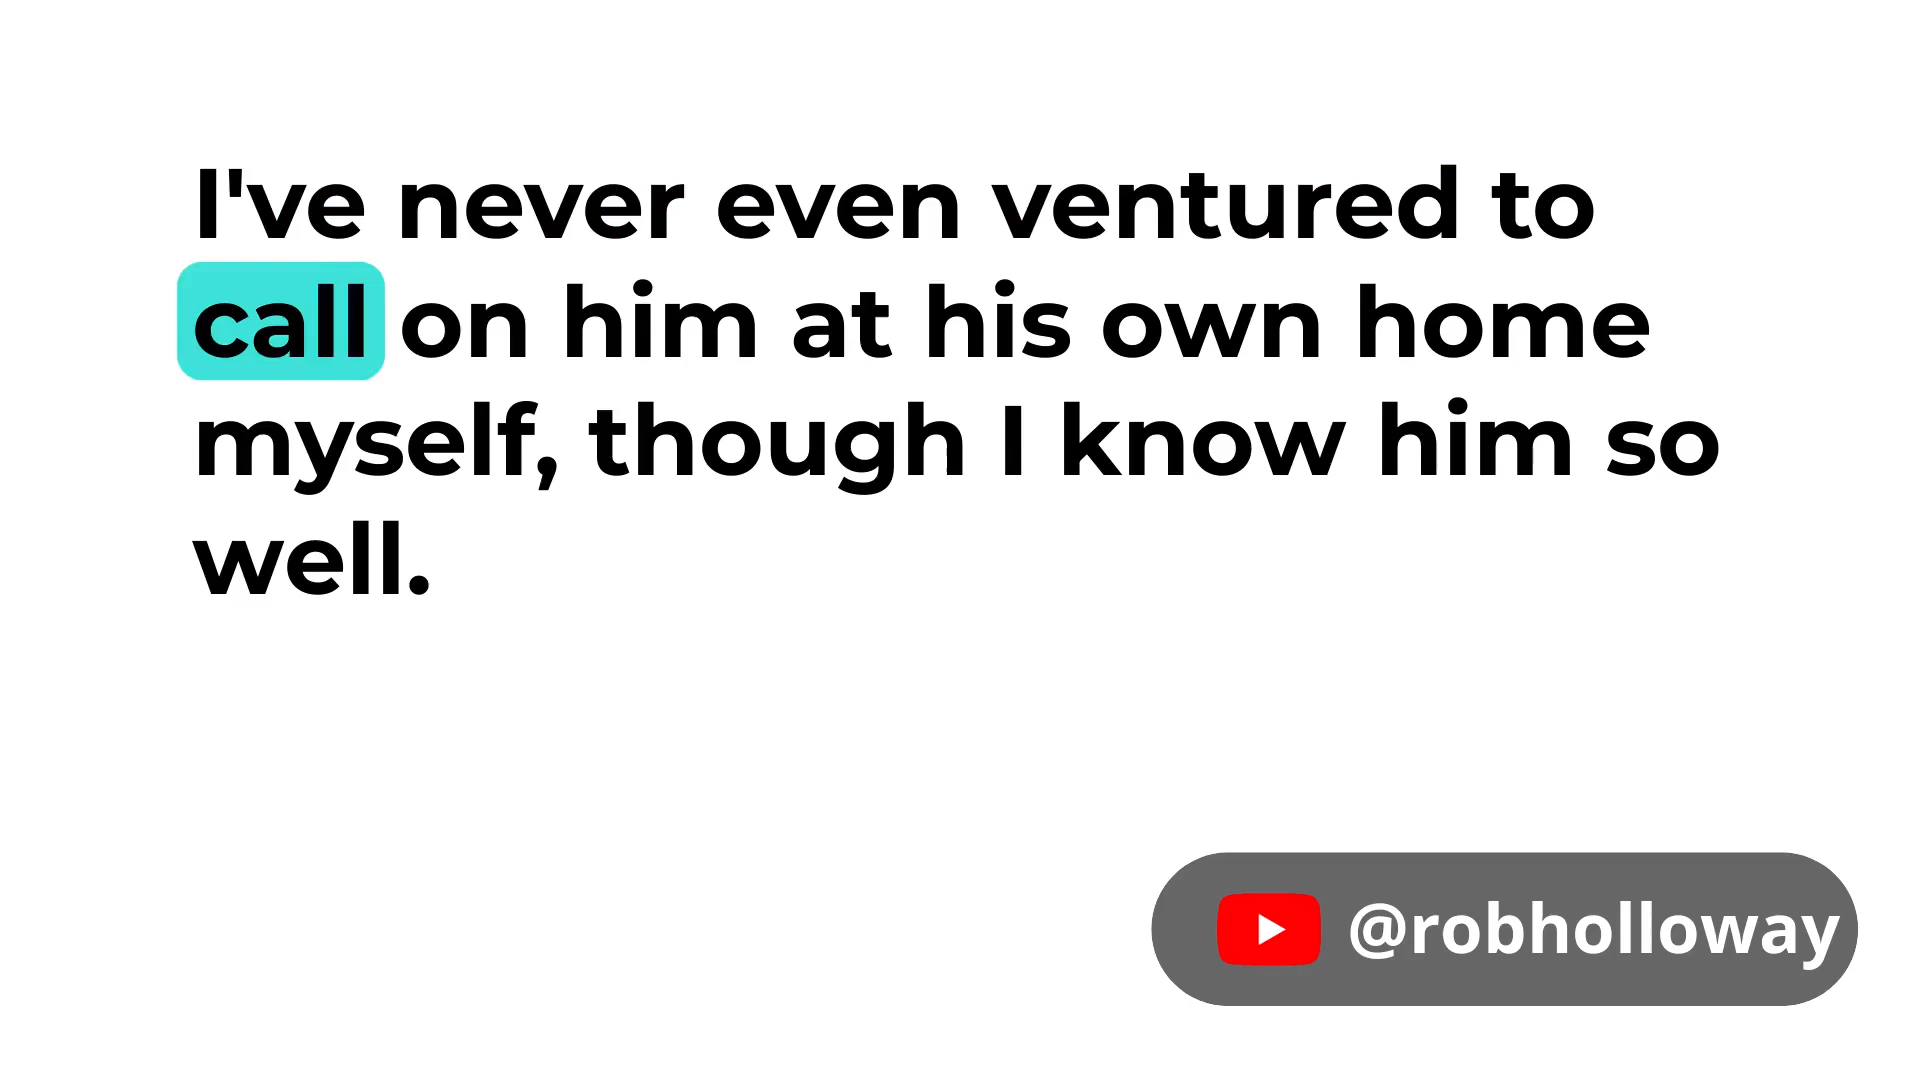 I've never even ventured to
call on him at his own home
myself, though I know him so
well.
@robholloway